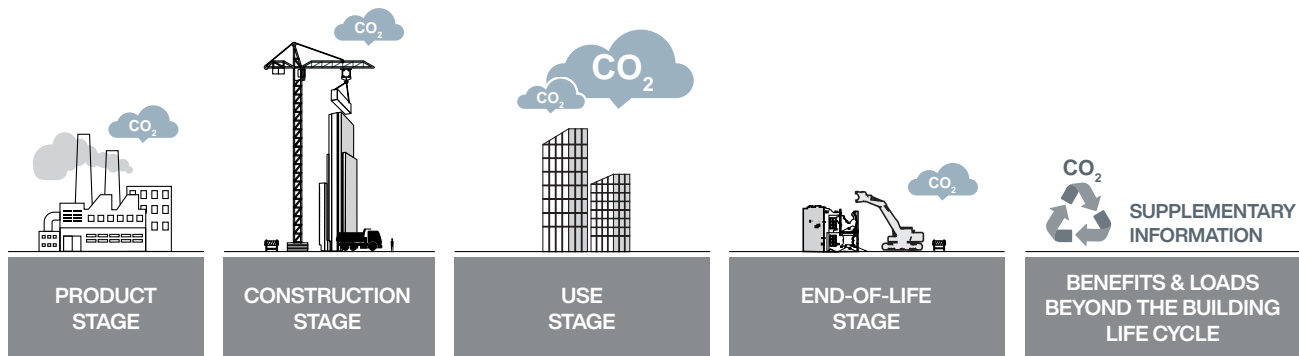 CO2
CO2
CO2
CO2
CO2
CO2
SUPPLEMENTARY
INFORMATION
PRODUCT
STAGE
CONSTRUCTION
STAGE
USE
STAGE
END-OF-LIFE
STAGE
BENEFITS & LOADS
BEYOND THE BUILDING
LIFE CYCLE